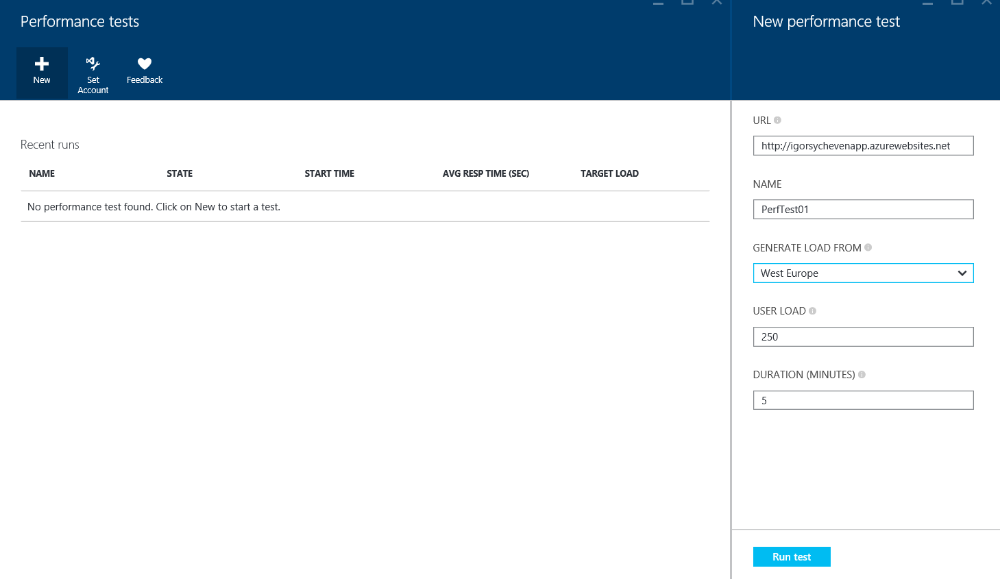 Performance tests
New
Set
Account
Feedback
Recent runs
NAME STATE START TIME AVG RESP TIME (SEC) TARGET LOAD
No performance test found. Click on New to start a test.
New performance test
URL
http://igorsychevenapp.azurewebsites.net
NAME
PerfTest01
GENERATE LOAD FROM
West Europe
USER LOAD
250
DURATION (MINUTES)
5
Run test